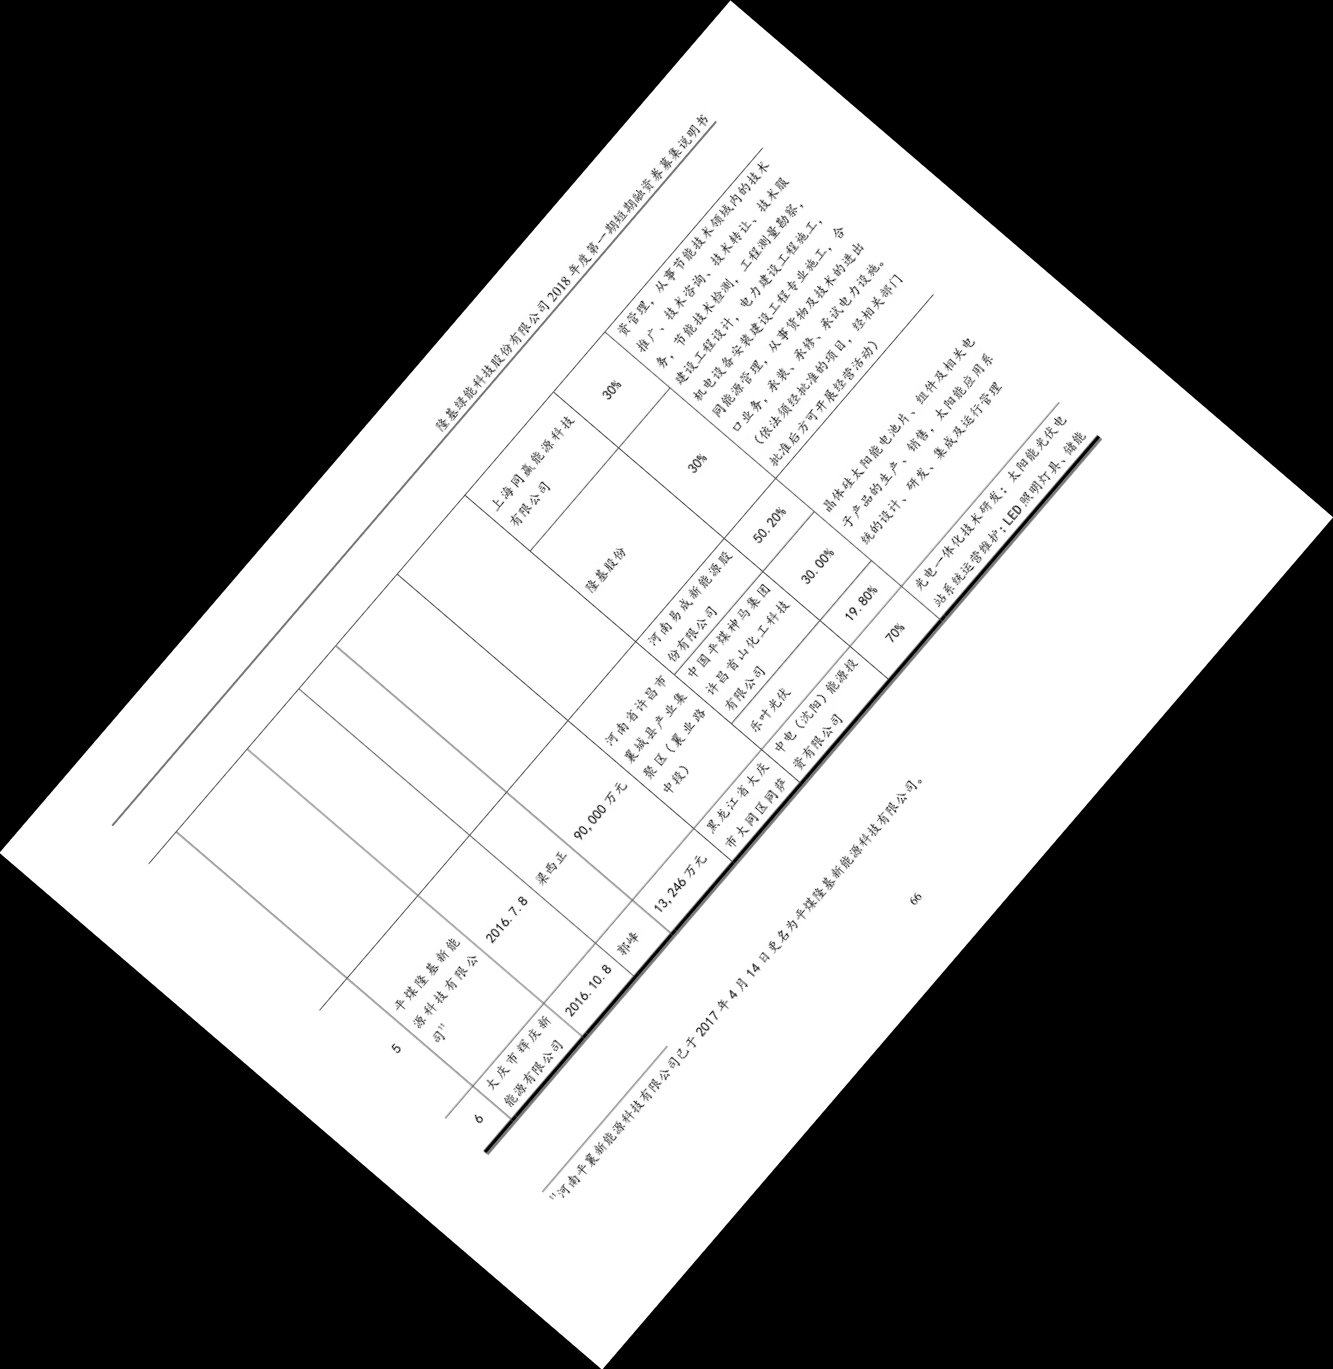 隆基绿能科技股份有限公司 2018 年度第一期短期融资券募集说明书
上海同赢能源科技
有限公司
30%
资管理，从事节能技术领域内的技术
推广、技术咨询、技术转让、技术服
务，节能技术检测，工程测量勘察，
建设工程设计，电力建设工程施工，
机电设备安装建设工程专业施工，合
同能源管理，从事货物及技术的进出
口业务，承装、承修、承试电力设施。
（依法须经批准的项目，经相关部门
批准后方可开展经营活动）
隆基股份
30%
5
平煤隆基新能
源科技有限公
司11
2016.7.8
梁西正
90,000 万元
河南省许昌市
襄城县产业集
聚区（襄业路
中段）
河南易成新能源股
份有限公司
50.20%
中国平煤神马集团
许昌首山化工科技
有限公司
30.00%
乐叶光伏
19.80%
晶体硅太阳能电池片、组件及相关电
子产品的生产、销售，太阳能应用系
统的设计、研发、集成及运行管理
6
大庆市辉庆新
能源有限公司
2016.10.8
郭峰
13,246 万元
黑龙江省大庆
市大同区同萨
中电（沈阳）能源投
资有限公司
70%
光电一体化技术研发；太阳能光伏电
站系统运营维护；LED 照明灯具、储能
11河南平襄新能源科技有限公司已于 2017 年 4 月 14 日更名为平煤隆基新能源科技有限公司。
66